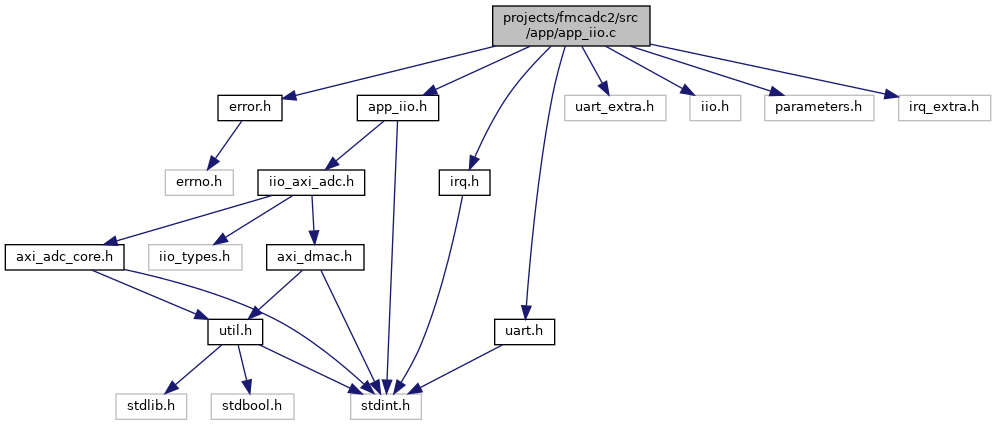 projects/fmcadc2/src
/app/app_iio.c
error.h
app_iio.h
uart_extra.h
iio.h
parameters.h
irq_extra.h
errno.h
iio_axi_adc.h
irq.h
axi_adc_core.h
iio_types.h
axi_dmac.h
util.h
uart.h
stdlib.h
stdbool.h
stdint.h